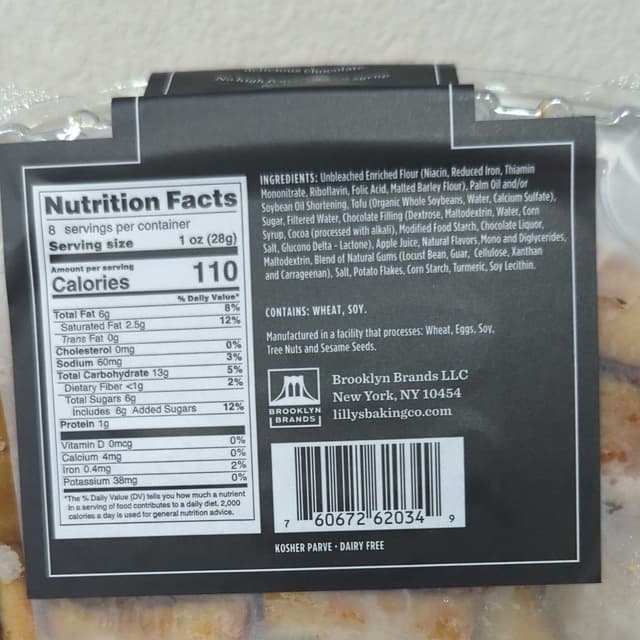 delicious chocolate
No high syrup
Nutrition Facts
8 servings per container
Serving size 1 oz (28g)
Amount per serving
Calories 110
% Daily Value*
Total Fat 6g 8%
Saturated Fat 2.5g 12%
Trans Fat 0g
Cholesterol 0mg 0%
Sodium 60mg 3%
Total Carbohydrate 13g 5%
Dietary Fiber <1g 2%
Total Sugars 6g
Includes 6g Added Sugars 12%
Protein 1g
Vitamin D 0mcg 0%
Calcium 4mg 0%
Iron 0.4mg 2%
Potassium 38mg 0%
*The % Daily Value (DV) tells you how much a nutrient
in a serving of food contributes to a daily diet. 2,000
calories a day is used for general nutrition advice.
INGREDIENTS: Unbleached Enriched Flour (Niacin, Reduced Iron, Thiamin
Mononitrate, Riboflavin, Folic Acid, Malted Barley Flour), Palm Oil and/or
Soybean Oil Shortening, Tofu (Organic Whole Soybeans, Water, Calcium Sulfate),
Sugar, Filtered Water, Chocolate Filling (Dextrose, Maltodextrin, Water, Corn
Syrup, Cocoa (processed with alkali), Modified Food Starch, Chocolate Liquor,
Salt, Glucono Delta - Lactone), Apple Juice, Natural Flavors, Mono and Diglycerides,
Maltodextrin, Blend of Natural Gums (Locust Bean, Guar, Cellulose, Xanthan
and Carrageenan), Salt, Potato Flakes, Corn Starch, Turmeric, Soy Lecithin.
CONTAINS: WHEAT, SOY.
Manufactured in a facility that processes: Wheat, Eggs, Soy,
Tree Nuts and Sesame Seeds.
BROOKLYN
BRANDS
Brooklyn Brands LLC
New York, NY 10454
lillysbakingco.com
7 60672 62034 9
KOSHER PARVE · DAIRY FREE